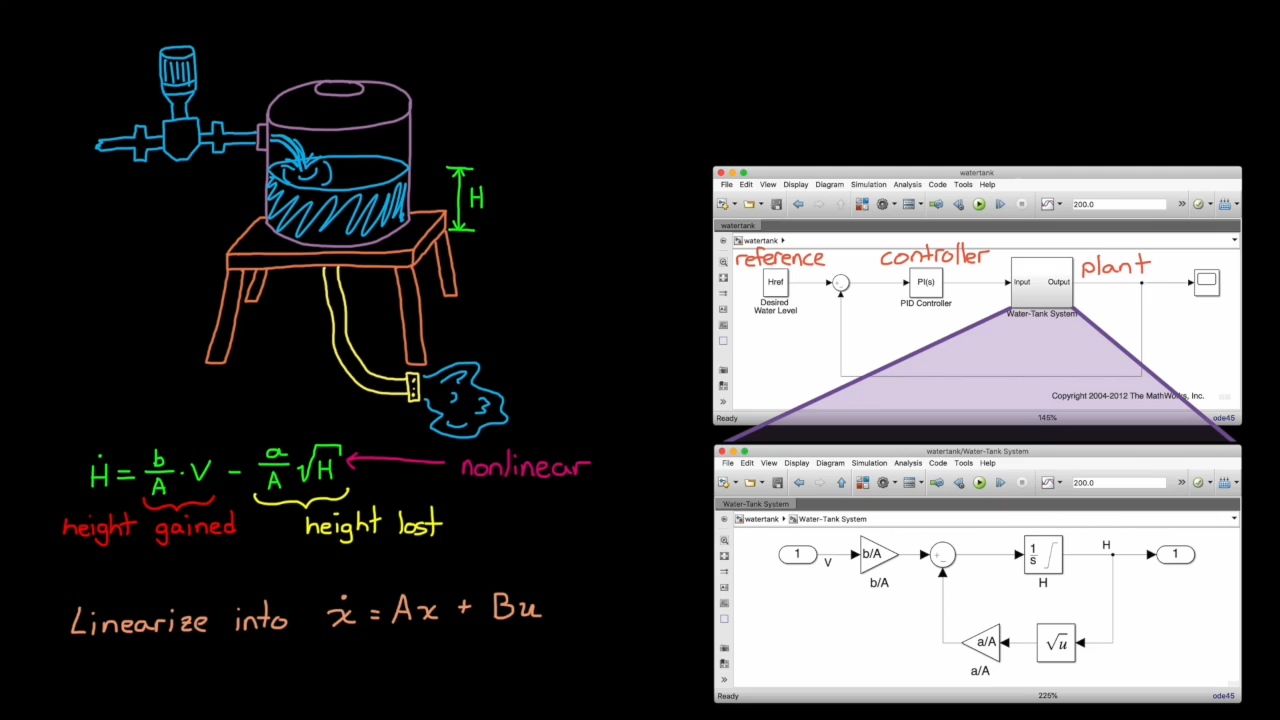 H
Ḣ = b/A · V − a/A √H
nonlinear
height gained
height lost
Linearize into ẋ = Ax + Bu
watertank
File Edit View Display Diagram Simulation Analysis Code Tools Help
200.0
watertank
watertank
reference
controller
plant
Href
PI(s)
Input
Output
Desired
Water Level
PID Controller
Water-Tank System
Copyright 2004-2012 The MathWorks, Inc.
Ready
145%
ode45
watertank/Water-Tank System
File Edit View Display Diagram Simulation Analysis Code Tools Help
200.0
Water-Tank System
watertank Water-Tank System
1
V
b/A
b/A
+
−
1/s
H
H
1
a/A
a/A
√u
Ready
225%
ode45